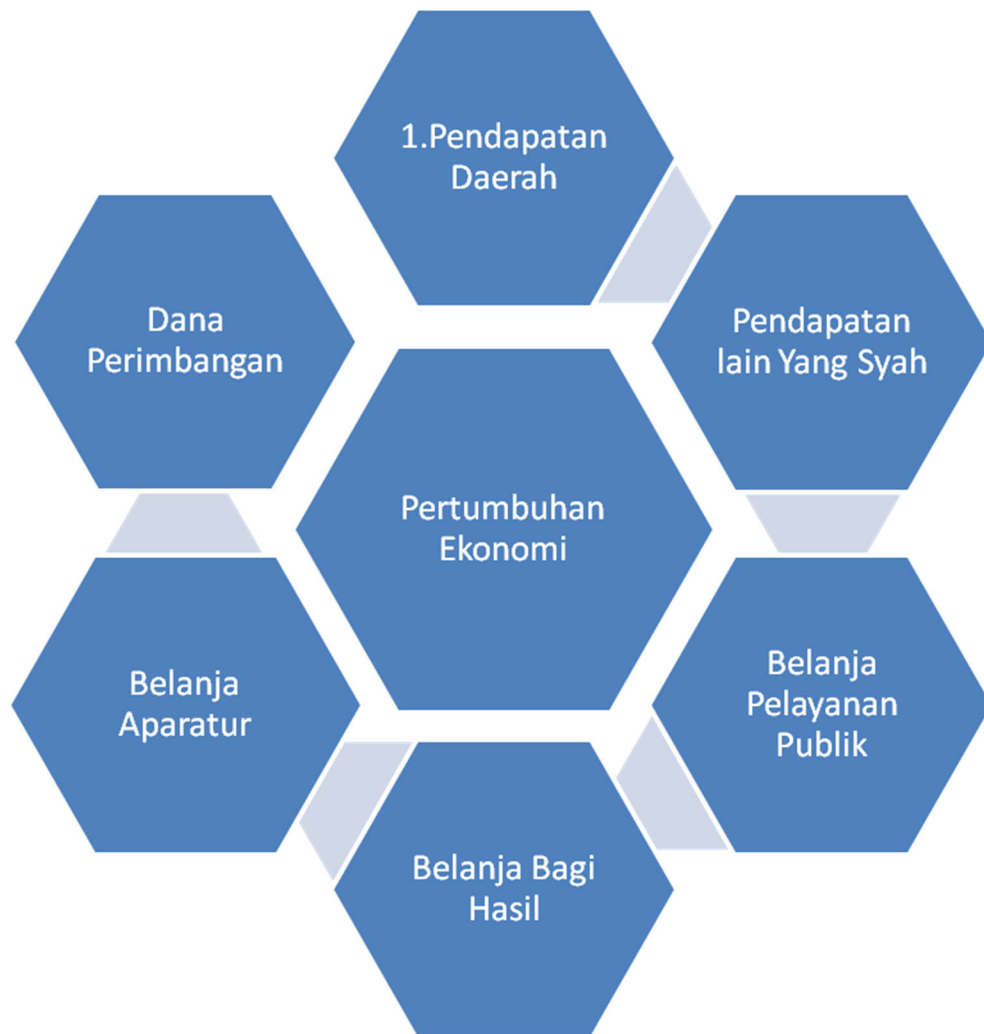 1.Pendapatan
Daerah
Pendapatan
lain Yang Syah
Belanja
Pelayanan
Publik
Belanja Bagi
Hasil
Belanja
Aparatur
Dana
Perimbangan
Pertumbuhan
Ekonomi